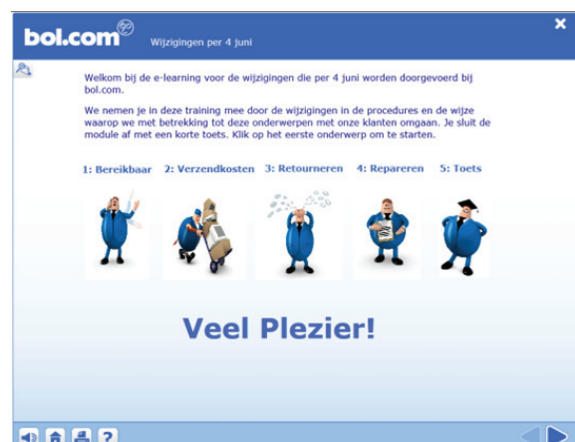 bol.com
Wijzigingen per 4 juni
Welkom bij de e-learning voor de wijzigingen die per 4 juni worden doorgevoerd bij
bol.com.
We nemen je in deze training mee door de wijzigingen in de procedures en de wijze
waarop we met betrekking tot deze onderwerpen met onze klanten omgaan. Je sluit de
module af met een korte toets. Klik op het eerste onderwerp om te starten.
1: Bereikbaar 2: Verzendkosten 3: Retourneren 4: Repareren 5: Toets
Veel Plezier!
?